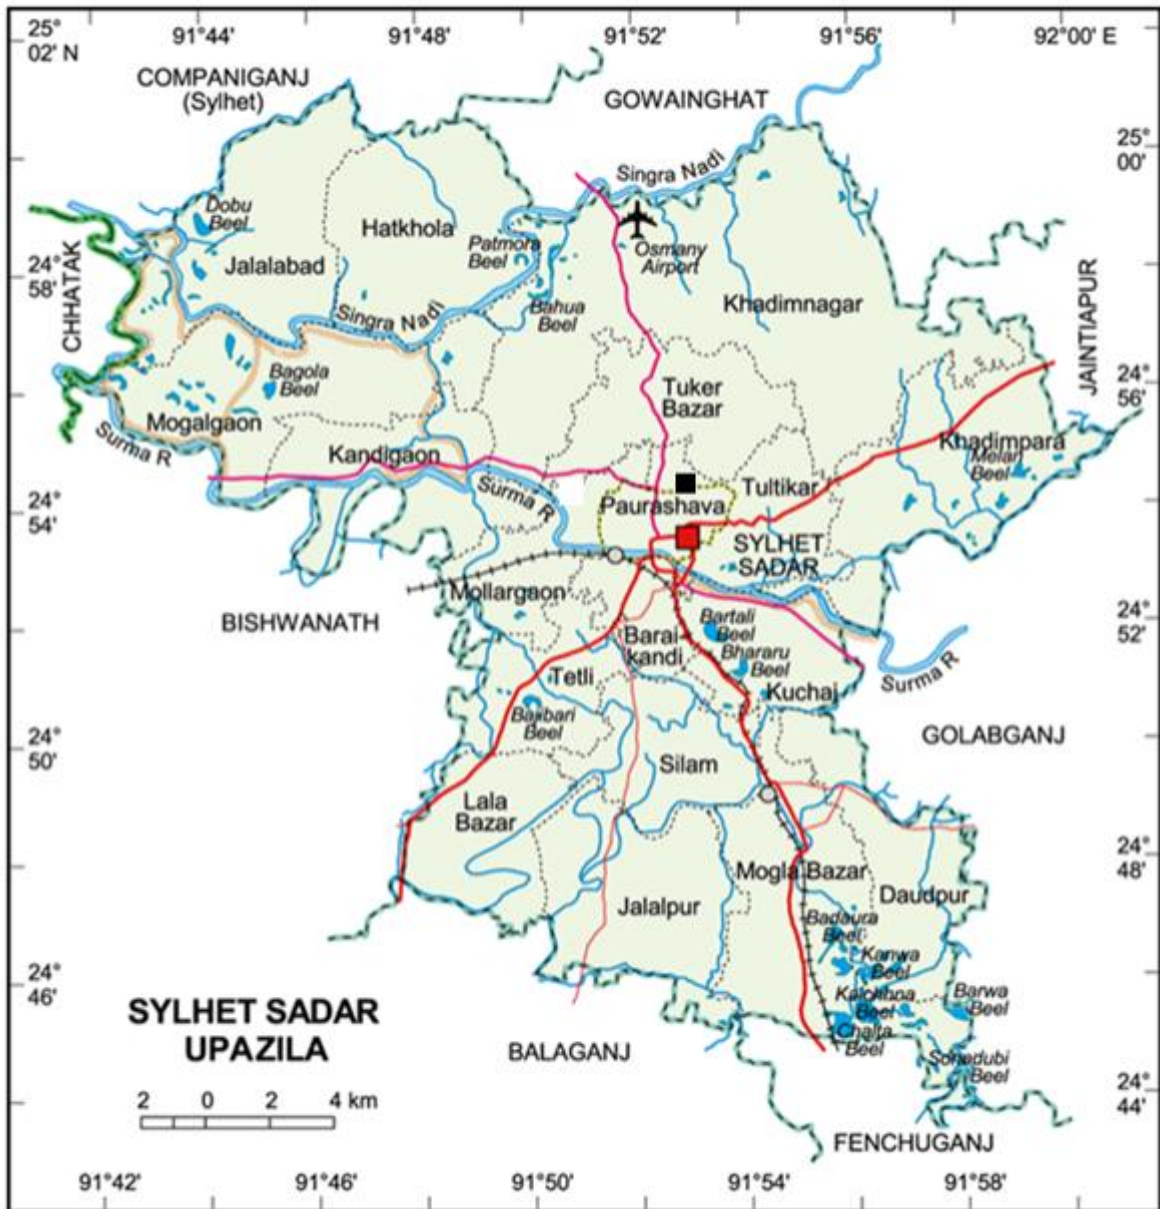 25°
02' N
91°44'
91°48'
91°52'
91°56'
92°00' E
COMPANIGANJ
(Sylhet)
GOWAINGHAT
25°
00'
Singra Nadi
Dobu
Beel
Hatkhola
Patmora
Beel
Osmany
Airport
CHHATAK
24°
58'
Jalalabad
Khadimnagar
JAINTIAPUR
Singra Nadi
Bahua
Beel
Bagola
Beel
Tuker
Bazar
24°
56'
Mogalgaon
Surma R
Kandigaon
Khadimpara
Melan
Beel
24°
54'
Surma R
Paurashava
Tultikar
SYLHET
SADAR
Mollargaon
BISHWANATH
Bartali
Beel
24°
52'
Barai
kandi
Bhararu
Beel
Surma R
Tetli
Kuchai
Baiibari
Beel
24°
50'
GOLABGANJ
Silam
Lala
Bazar
24°
48'
Mogla Bazar
Daudpur
Jalalpur
Badaura
Beel
Kanwa
Beel
24°
46'
Kalchhna
Beel
Barwa
Beel
SYLHET SADAR
UPAZILA
Chalta
Beel
BALAGANJ
Sonadubi
Beel
24°
44'
2 0 2 4 km
FENCHUGANJ
91°42'
91°46'
91°50'
91°54'
91°58'